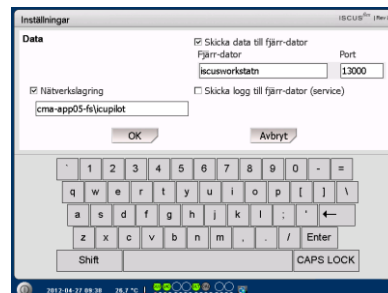 Inställningar
ISCUS
Data
Skicka data till fjärr-dator
Fjärr-dator Port
iscusworkstatn 13000
Nätverkslagring
Skicka logg till fjärr-dator (service)
cma-app05-fs\icupilot
OK Avbryt
` 1 2 3 4 5 6 7 8 9 0 - =
q w e r t y u i o p [ ] \
a s d f g h j k l ; ' ←
z x c v b n m , . / Enter
Shift CAPS LOCK
2012-04-27 09:38 26.7 °C